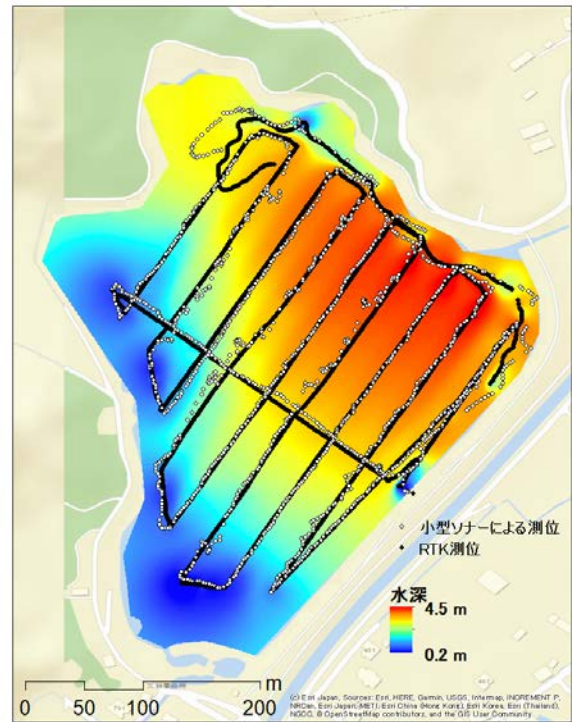 小型ソナーによる測位
RTK測位
水深
4.5 m
0.2 m
m
0 50 100 200
(c) Esri Japan, Sources: Esri, HERE, Garmin, USGS, Intermap, INCREMENT P,
NRCan, Esri Japan, METI, Esri China (Hong Kong), Esri Korea, Esri (Thailand),
NGCC, © OpenStreetMap contributors, and the GIS User Community